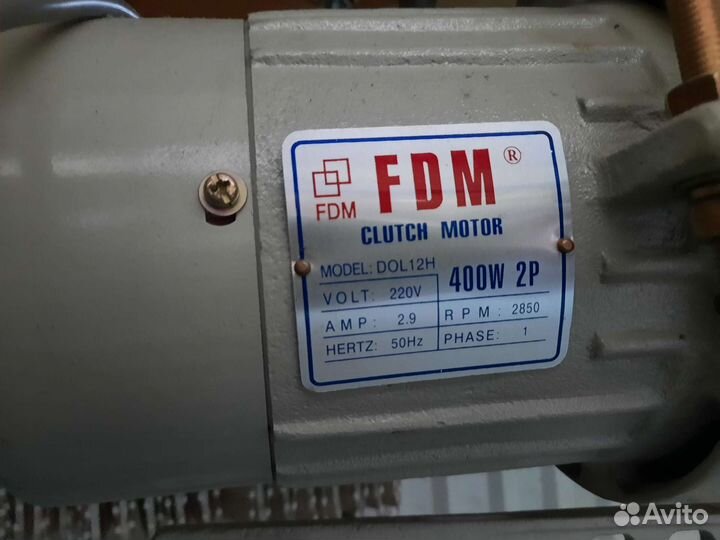 FDM ®
FDM
CLUTCH MOTOR
MODEL: DOL12H
400W 2P
VOLT: 220V
AMP: 2.9
RPM: 2850
HERTZ: 50Hz
PHASE: 1
Avito